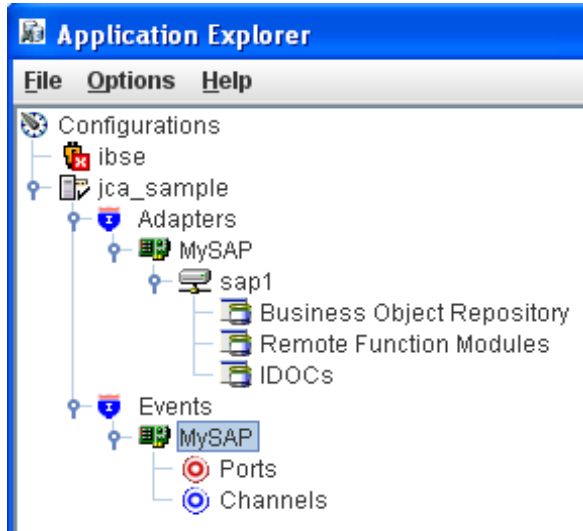 Application Explorer
File Options Help
Configurations
ibse
jca_sample
Adapters
MySAP
sap1
Business Object Repository
Remote Function Modules
IDOCs
Events
MySAP
Ports
Channels